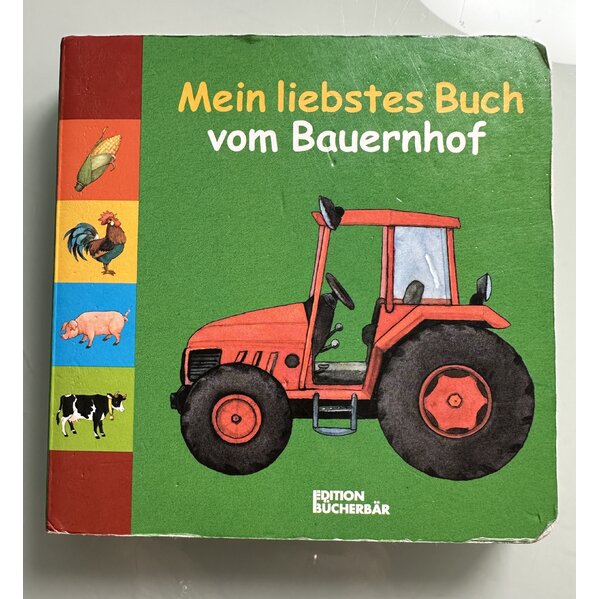 Mein liebstes Buch
vom Bauernhof
EDITION
BÜCHERBÄR